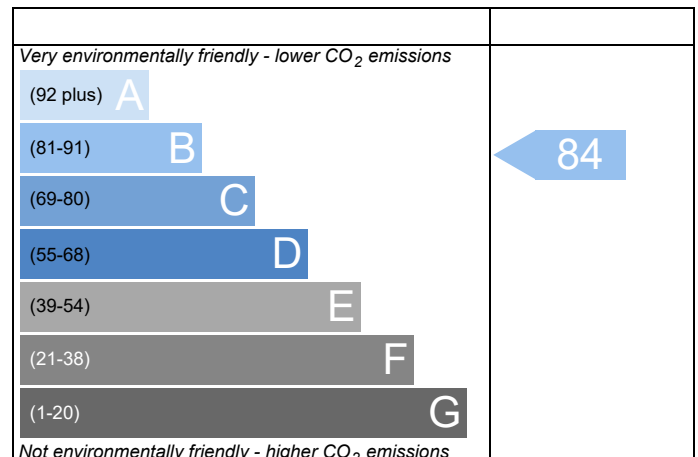 Very environmentally friendly - lower CO₂ emissions
(92 plus) A
(81-91) B
84
(69-80) C
(55-68) D
(39-54) E
(21-38) F
(1-20) G
Not environmentally friendly - higher CO₂ emissions